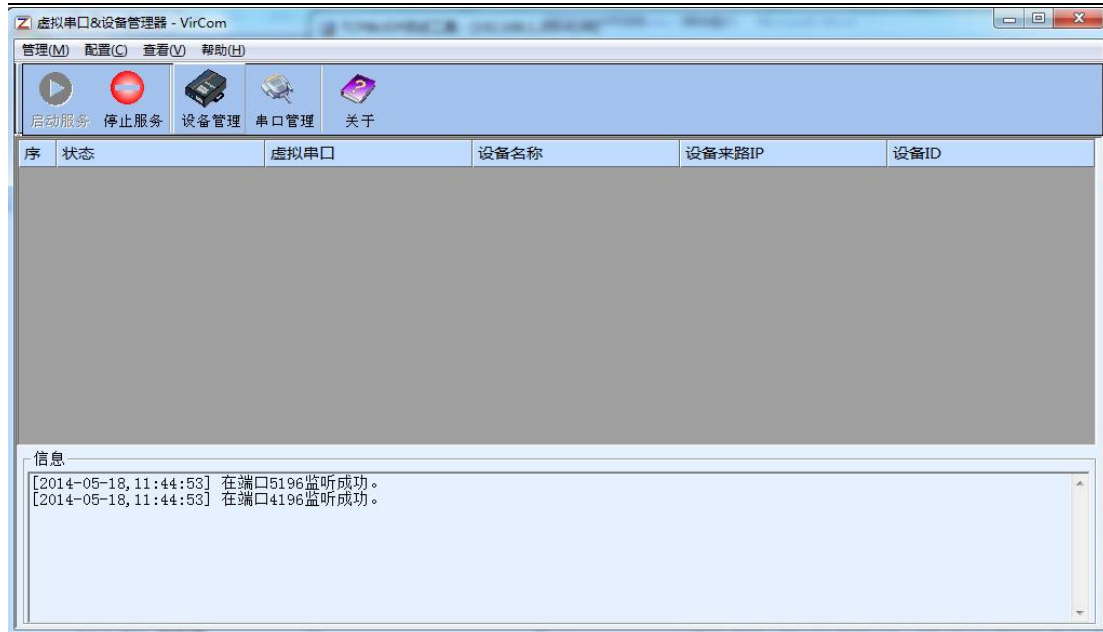 虚拟串口&设备管理器 - VirCom
管理(M) 配置(C) 查看(V) 帮助(H)
启动服务 停止服务 设备管理 串口管理 关于
序 状态 虚拟串口 设备名称 设备来路IP 设备ID
信息
[2014-05-18,11:44:53] 在端口5196监听成功。
[2014-05-18,11:44:53] 在端口4196监听成功。